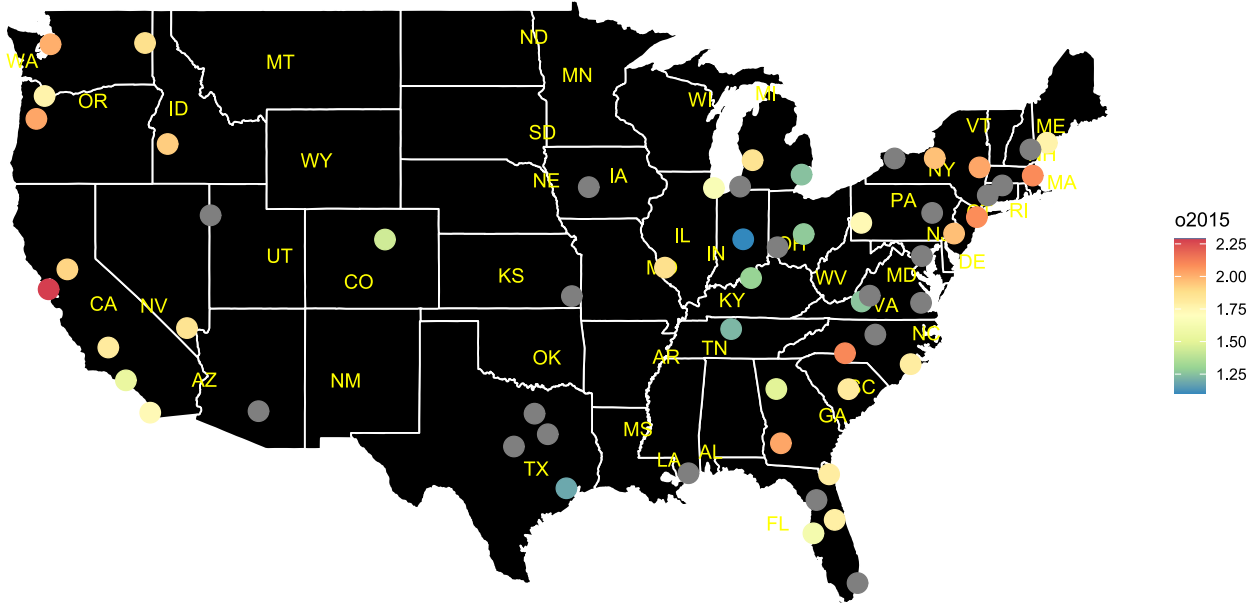 ND
WA
MT
MN
OR
ID
WI
MI
VT
ME
SD
WY
NH
NE
IA
NY
MA
PA
RI
o2015
IL
NJ
OH
UT
CO
KS
IN
WV
MD
DE
2.25
2.00
1.75
1.50
1.25
CA
NV
KY
VA
NC
OK
AR
TN
AZ
NM
SC
GA
MS
TX
LA
AL
FL